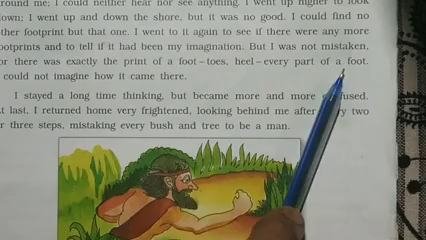 round me; I could neither hear nor see anything. I went up higher to look
down; I went up and down the shore, but it was no good. I could find no
ther footprint but that one. I went to it again to see if there were any more
ootprints and to tell if it had been my imagination. But I was not mistaken,
or there was exactly the print of a foot – toes, heel – every part of a foot.
could not imagine how it came there.
I stayed a long time thinking, but became more and more fused.
t last, I returned home very frightened, looking behind me after y two
r three steps, mistaking every bush and tree to be a man.